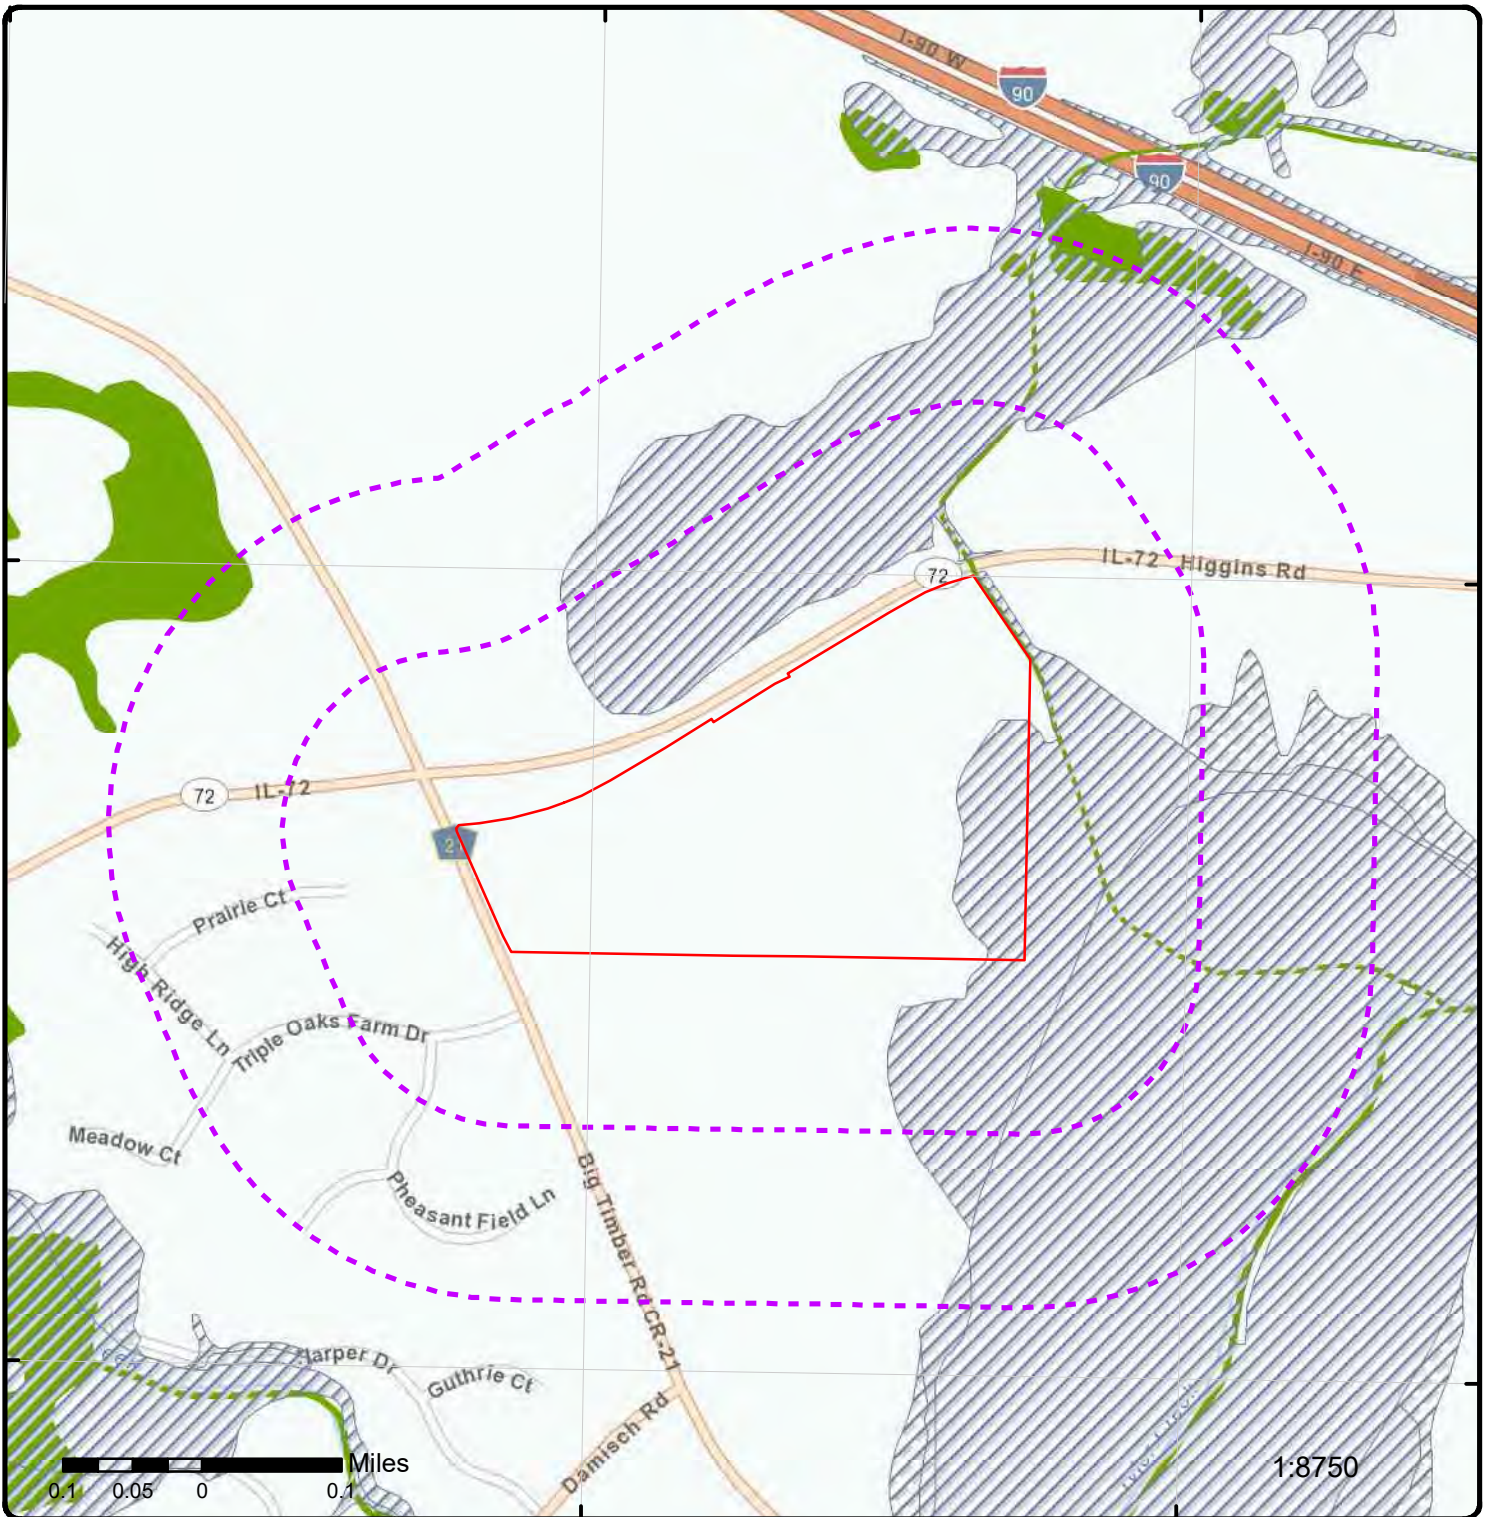 I-90 W
90
90
I-90 E
IL-72 Higgins Rd
72
72
IL-72
Prairie Ct
High Ridge Ln
Triple Oaks Farm Dr
Meadow Ct
Pheasant Field Ln
Big Timber Rd CR-21
Harper Dr
Guthrie Ct
Damisch Rd
Miles
0.1 0.05 0 0.1
1:8750